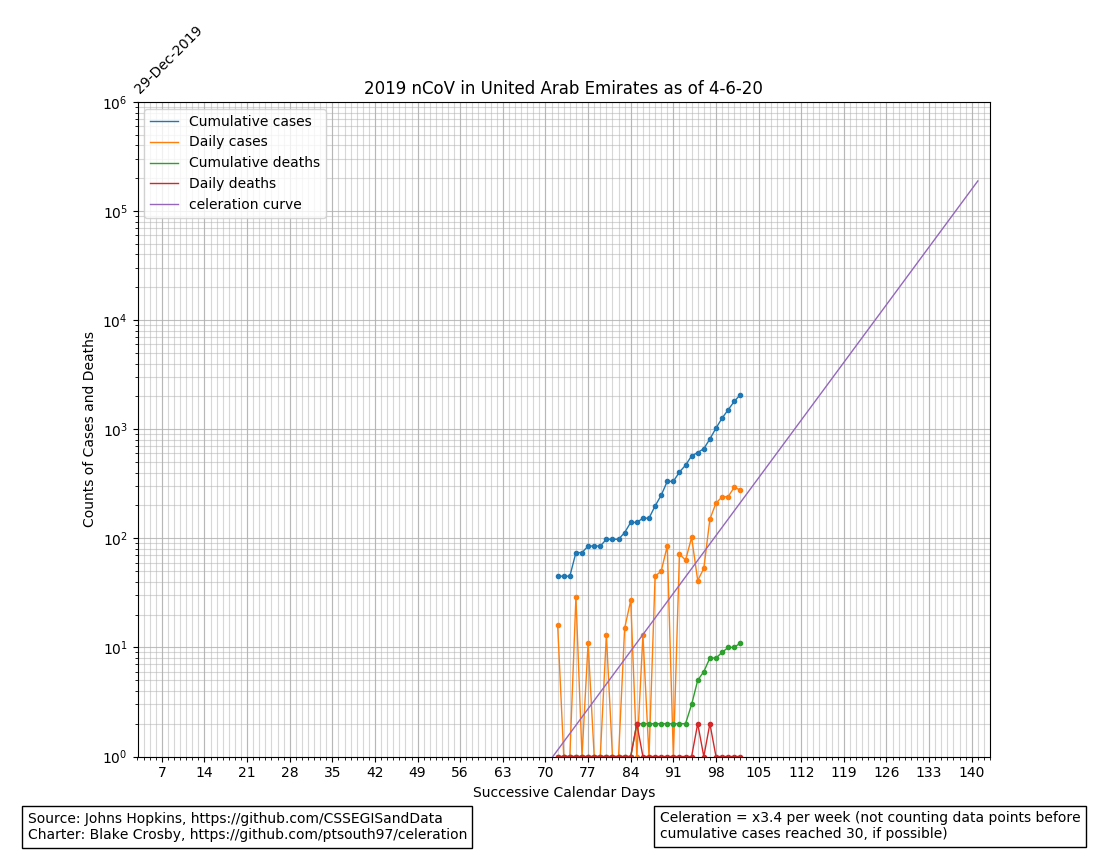 29-Dec-2019
2019 nCoV in United Arab Emirates as of 4-6-20
Cumulative cases
Daily cases
Cumulative deaths
Daily deaths
celeration curve
Counts of Cases and Deaths
10^6
10^5
10^4
10^3
10^2
10^1
10^0
7 14 21 28 35 42 49 56 63 70 77 84 91 98 105 112 119 126 133 140
Successive Calendar Days
Source: Johns Hopkins, https://github.com/CSSEGISandData
Charter: Blake Crosby, https://github.com/ptsouth97/celeration
Celeration = x3.4 per week (not counting data points before
cumulative cases reached 30, if possible)